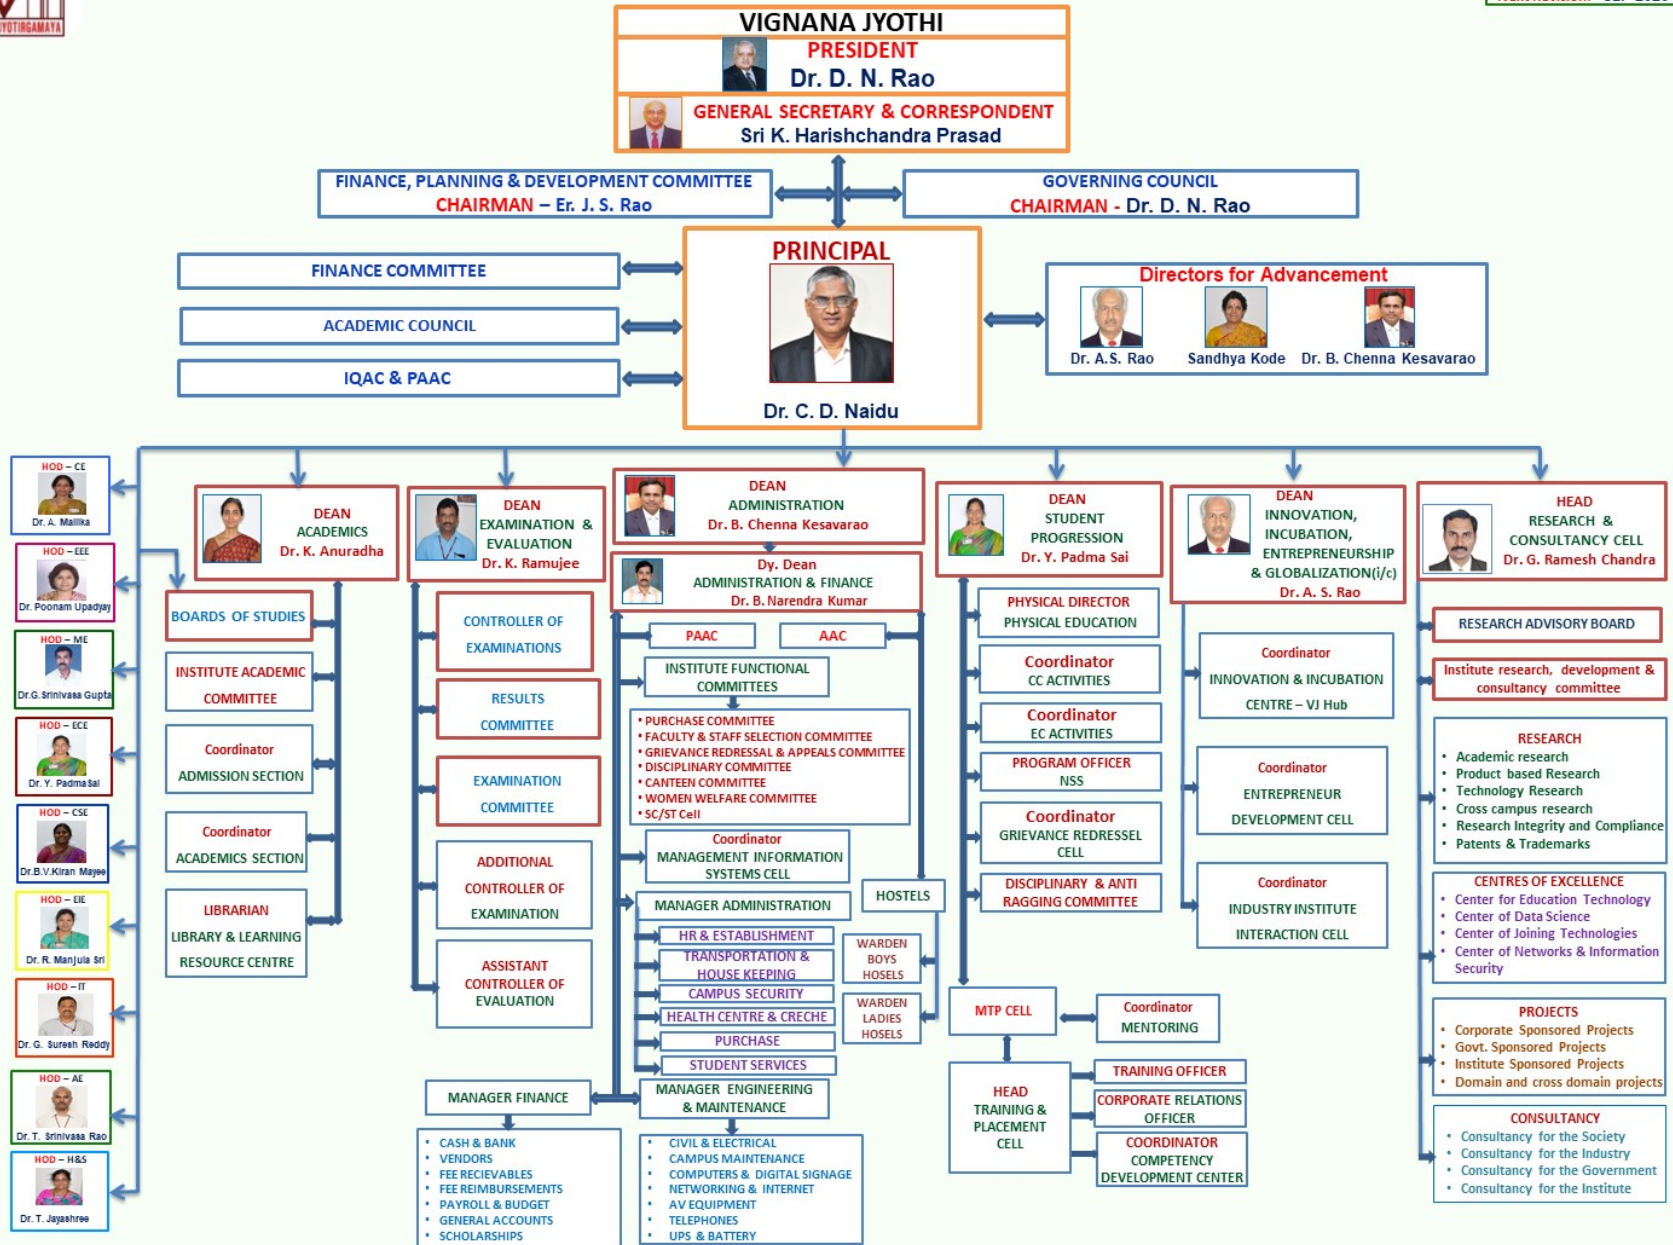 JYOTIRGAMAYA
VIGNANA JYOTHI
PRESIDENT
Dr. D. N. Rao
GENERAL SECRETARY & CORRESPONDENT
Sri K. Harishchandra Prasad
FINANCE, PLANNING & DEVELOPMENT COMMITTEE
CHAIRMAN – Er. J. S. Rao
GOVERNING COUNCIL
CHAIRMAN - Dr. D. N. Rao
FINANCE COMMITTEE
ACADEMIC COUNCIL
IQAC & PAAC
PRINCIPAL
Dr. C. D. Naidu
Directors for Advancement
Dr. A.S. Rao Sandhya Kode Dr. B. Chenna Kesavarao
HOD – CE
Dr. A. Mallika
HOD – EEE
Dr. Poonam Upadyay
HOD – ME
Dr.G.Srinivasa Gupta
HOD – ECE
Dr. Y. PadmaSai
HOD – CSE
Dr.B.V.Kiran Mayee
HOD – EIE
Dr. R. Manjula Sri
HOD – IT
Dr. G. Suresh Reddy
HOD – AE
Dr. T. Srinivasa Rao
HOD – H&S
Dr. T. Jayashree
DEAN
ACADEMICS
Dr. K. Anuradha
BOARDS OF STUDIES
INSTITUTE ACADEMIC
COMMITTEE
Coordinator
ADMISSION SECTION
Coordinator
ACADEMICS SECTION
LIBRARIAN
LIBRARY & LEARNING
RESOURCE CENTRE
DEAN
EXAMINATION &
EVALUATION
Dr. K. Ramujee
CONTROLLER OF
EXAMINATIONS
RESULTS
COMMITTEE
EXAMINATION
COMMITTEE
ADDITIONAL
CONTROLLER OF
EXAMINATION
ASSISTANT
CONTROLLER OF
EVALUATION
DEAN
ADMINISTRATION
Dr. B. Chenna Kesavarao
Dy. Dean
ADMINISTRATION & FINANCE
Dr. B. Narendra Kumar
PAAC
AAC
INSTITUTE FUNCTIONAL
COMMITTEES
• PURCHASE COMMITTEE
• FACULTY & STAFF SELECTION COMMITTEE
• GRIEVANCE REDRESSAL & APPEALS COMMITTEE
• DISCIPLINARY COMMITTEE
• CANTEEN COMMITTEE
• WOMEN WELFARE COMMITTEE
• SC/ST Cell
Coordinator
MANAGEMENT INFORMATION
SYSTEMS CELL
MANAGER ADMINISTRATION
HR & ESTABLISHMENT
TRANSPORTATION &
HOUSE KEEPING
CAMPUS SECURITY
HEALTH CENTRE & CRECHE
PURCHASE
STUDENT SERVICES
HOSTELS
WARDEN
BOYS
HOSELS
WARDEN
LADIES
HOSELS
MANAGER FINANCE
• CASH & BANK
• VENDORS
• FEE RECIEVABLES
• FEE REIMBURSEMENTS
• PAYROLL & BUDGET
• GENERAL ACCOUNTS
• SCHOLARSHIPS
MANAGER ENGINEERING
& MAINTENANCE
• CIVIL & ELECTRICAL
• CAMPUS MAINTENANCE
• COMPUTERS & DIGITAL SIGNAGE
• NETWORKING & INTERNET
• AV EQUIPMENT
• TELEPHONES
• UPS & BATTERY
DEAN
STUDENT
PROGRESSION
Dr. Y. Padma Sai
PHYSICAL DIRECTOR
PHYSICAL EDUCATION
Coordinator
CC ACTIVITIES
Coordinator
EC ACTIVITIES
PROGRAM OFFICER
NSS
Coordinator
GRIEVANCE REDRESSEL
CELL
DISCIPLINARY & ANTI
RAGGING COMMITTEE
MTP CELL
Coordinator
MENTORING
HEAD
TRAINING &
PLACEMENT
CELL
TRAINING OFFICER
CORPORATE RELATIONS
OFFICER
COORDINATOR
COMPETENCY
DEVELOPMENT CENTER
DEAN
INNOVATION,
INCUBATION,
ENTREPRENEURSHIP
& GLOBALIZATION(i/c)
Dr. A. S. Rao
Coordinator
INNOVATION & INCUBATION
CENTRE – VJ Hub
Coordinator
ENTREPRENEUR
DEVELOPMENT CELL
Coordinator
INDUSTRY INSTITUTE
INTERACTION CELL
HEAD
RESEARCH &
CONSULTANCY CELL
Dr. G. Ramesh Chandra
RESEARCH ADVISORY BOARD
Institute research, development &
consultancy committee
RESEARCH
• Academic research
• Product based Research
• Technology Research
• Cross campus research
• Research Integrity and Compliance
• Patents & Trademarks
CENTRES OF EXCELLENCE
• Center for Education Technology
• Center of Data Science
• Center of Joining Technologies
• Center of Networks & Information
Security
PROJECTS
• Corporate Sponsored Projects
• Govt. Sponsored Projects
• Institute Sponsored Projects
• Domain and cross domain projects
CONSULTANCY
• Consultancy for the Society
• Consultancy for the Industry
• Consultancy for the Government
• Consultancy for the Institute